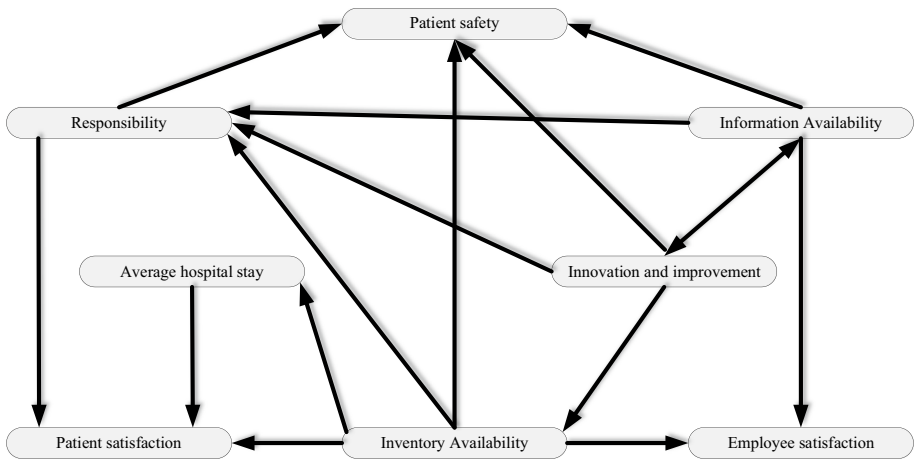 Patient safety
Responsibility
Information Availability
Average hospital stay
Innovation and improvement
Patient satisfaction
Inventory Availability
Employee satisfaction